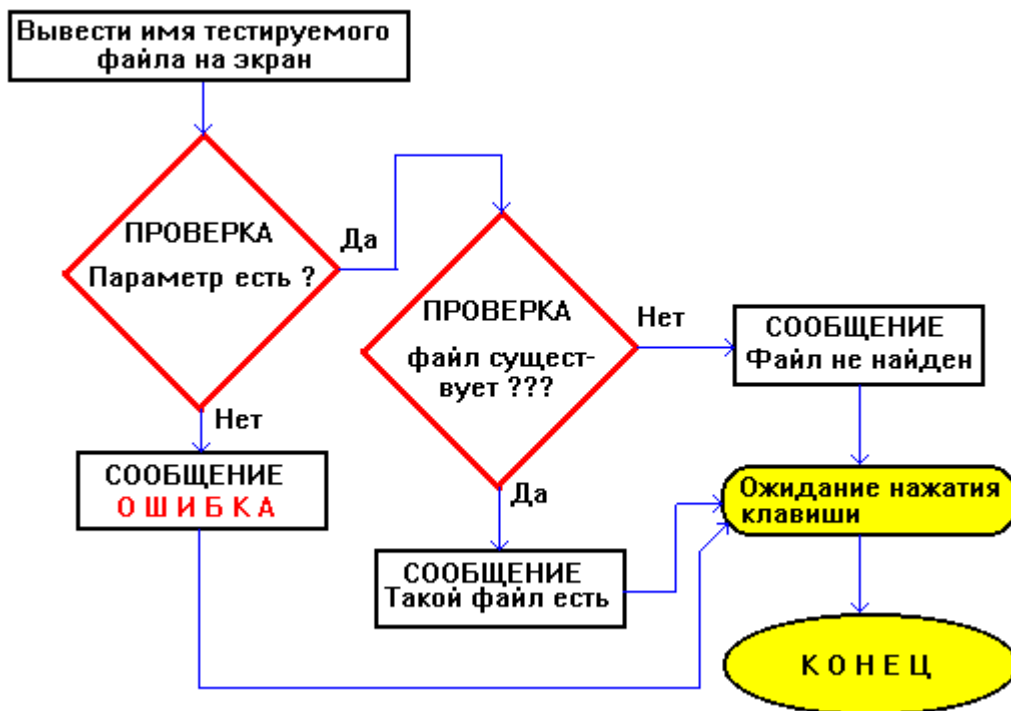 Вывести имя тестируемого
файла на экран
ПРОВЕРКА
Параметр есть ?
Да
Нет
СООБЩЕНИЕ
О Ш И Б К А
ПРОВЕРКА
файл сущест-
вует ???
Нет
Да
СООБЩЕНИЕ
Такой файл есть
СООБЩЕНИЕ
Файл не найден
Ожидание нажатия
клавиши
К О Н Е Ц